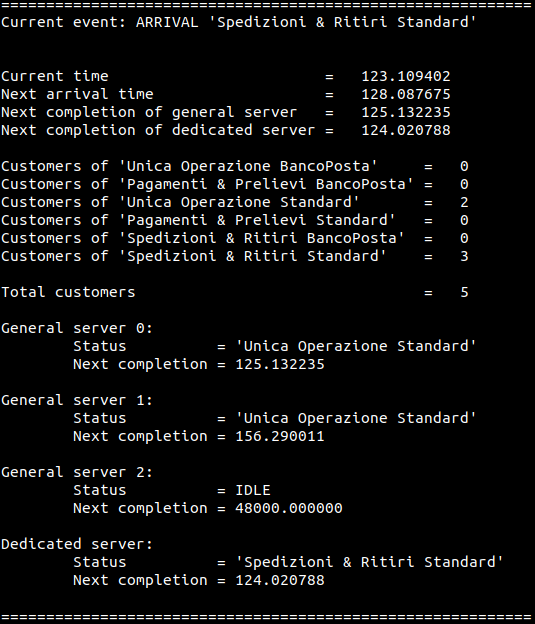 ===========================================================
Current event: ARRIVAL 'Spedizioni & Ritiri Standard'
Current time                        =   123.109402
Next arrival time                   =   128.087675
Next completion of general server   =   125.132235
Next completion of dedicated server =   124.020788
Customers of 'Unica Operazione BancoPosta'     =   0
Customers of 'Pagamenti & Prelievi BancoPosta' =   0
Customers of 'Unica Operazione Standard'       =   2
Customers of 'Pagamenti & Prelievi Standard'   =   0
Customers of 'Spedizioni & Ritiri BancoPosta'  =   0
Customers of 'Spedizioni & Ritiri Standard'    =   3
Total customers                                =   5
General server 0:
        Status          = 'Unica Operazione Standard'
        Next completion = 125.132235
General server 1:
        Status          = 'Unica Operazione Standard'
        Next completion = 156.290011
General server 2:
        Status          = IDLE
        Next completion = 48000.000000
Dedicated server:
        Status          = 'Spedizioni & Ritiri Standard'
        Next completion = 124.020788
===========================================================